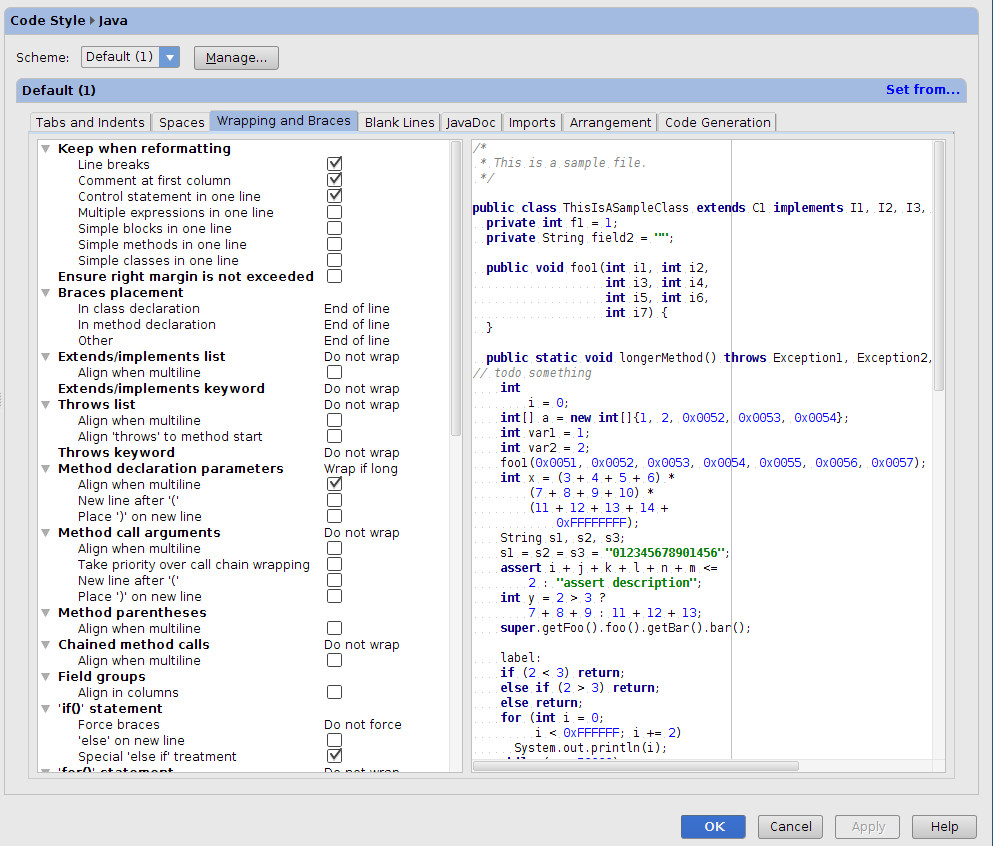 Code Style Java
Scheme: Default (1) Manage...
Default (1) Set from...
Tabs and Indents Spaces Wrapping and Braces Blank Lines JavaDoc Imports Arrangement Code Generation
Keep when reformatting
Line breaks
Comment at first column
Control statement in one line
Multiple expressions in one line
Simple blocks in one line
Simple methods in one line
Simple classes in one line
Ensure right margin is not exceeded
Braces placement
In class declaration End of line
In method declaration End of line
Other End of line
Extends/implements list Do not wrap
Align when multiline
Extends/implements keyword Do not wrap
Throws list Do not wrap
Align when multiline
Align 'throws' to method start
Throws keyword Do not wrap
Method declaration parameters Wrap if long
Align when multiline
New line after '('
Place ')' on new line
Method call arguments Do not wrap
Align when multiline
Take priority over call chain wrapping
New line after '('
Place ')' on new line
Method parentheses
Align when multiline
Chained method calls Do not wrap
Align when multiline
Field groups
Align in columns
'if()' statement
Force braces Do not force
'else' on new line
Special 'else if' treatment
'for()' statement Do not wrap
/*
* This is a sample file.
*/
public class ThisIsASampleClass extends C1 implements I1, I2, I3,
private int f1 = 1;
private String field2 = "";
public void foo1(int i1, int i2,
int i3, int i4,
int i5, int i6,
int i7) {
}
public static void longerMethod() throws Exception1, Exception2,
// todo something
int
i = 0;
int[] a = new int[]{1, 2, 0x0052, 0x0053, 0x0054};
int var1 = 1;
int var2 = 2;
foo1(0x0051, 0x0052, 0x0053, 0x0054, 0x0055, 0x0056, 0x0057);
int x = (3 + 4 + 5 + 6) *
(7 + 8 + 9 + 10) *
(11 + 12 + 13 + 14 +
0xFFFFFFFF);
String s1, s2, s3;
s1 = s2 = s3 = "012345678901456";
assert i + j + k + l + n + m <=
2 : "assert description";
int y = 2 > 3 ?
7 + 8 + 9 : 11 + 12 + 13;
super.getFoo().foo().getBar().bar();
label:
if (2 < 3) return;
else if (2 > 3) return;
else return;
for (int i = 0;
i < 0xFFFFFF; i += 2)
System.out.println(i);
OK Cancel Apply Help